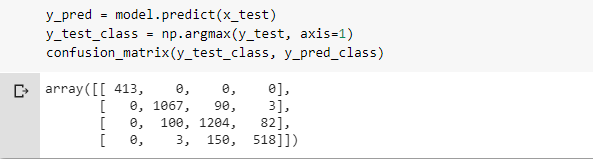 y_pred = model.predict(x_test)
y_test_class = np.argmax(y_test, axis=1)
confusion_matrix(y_test_class, y_pred_class)
array([[ 413,    0,    0,    0],
       [   0, 1067,   90,    3],
       [   0,  100, 1204,   82],
       [   0,    3,  150,  518]])